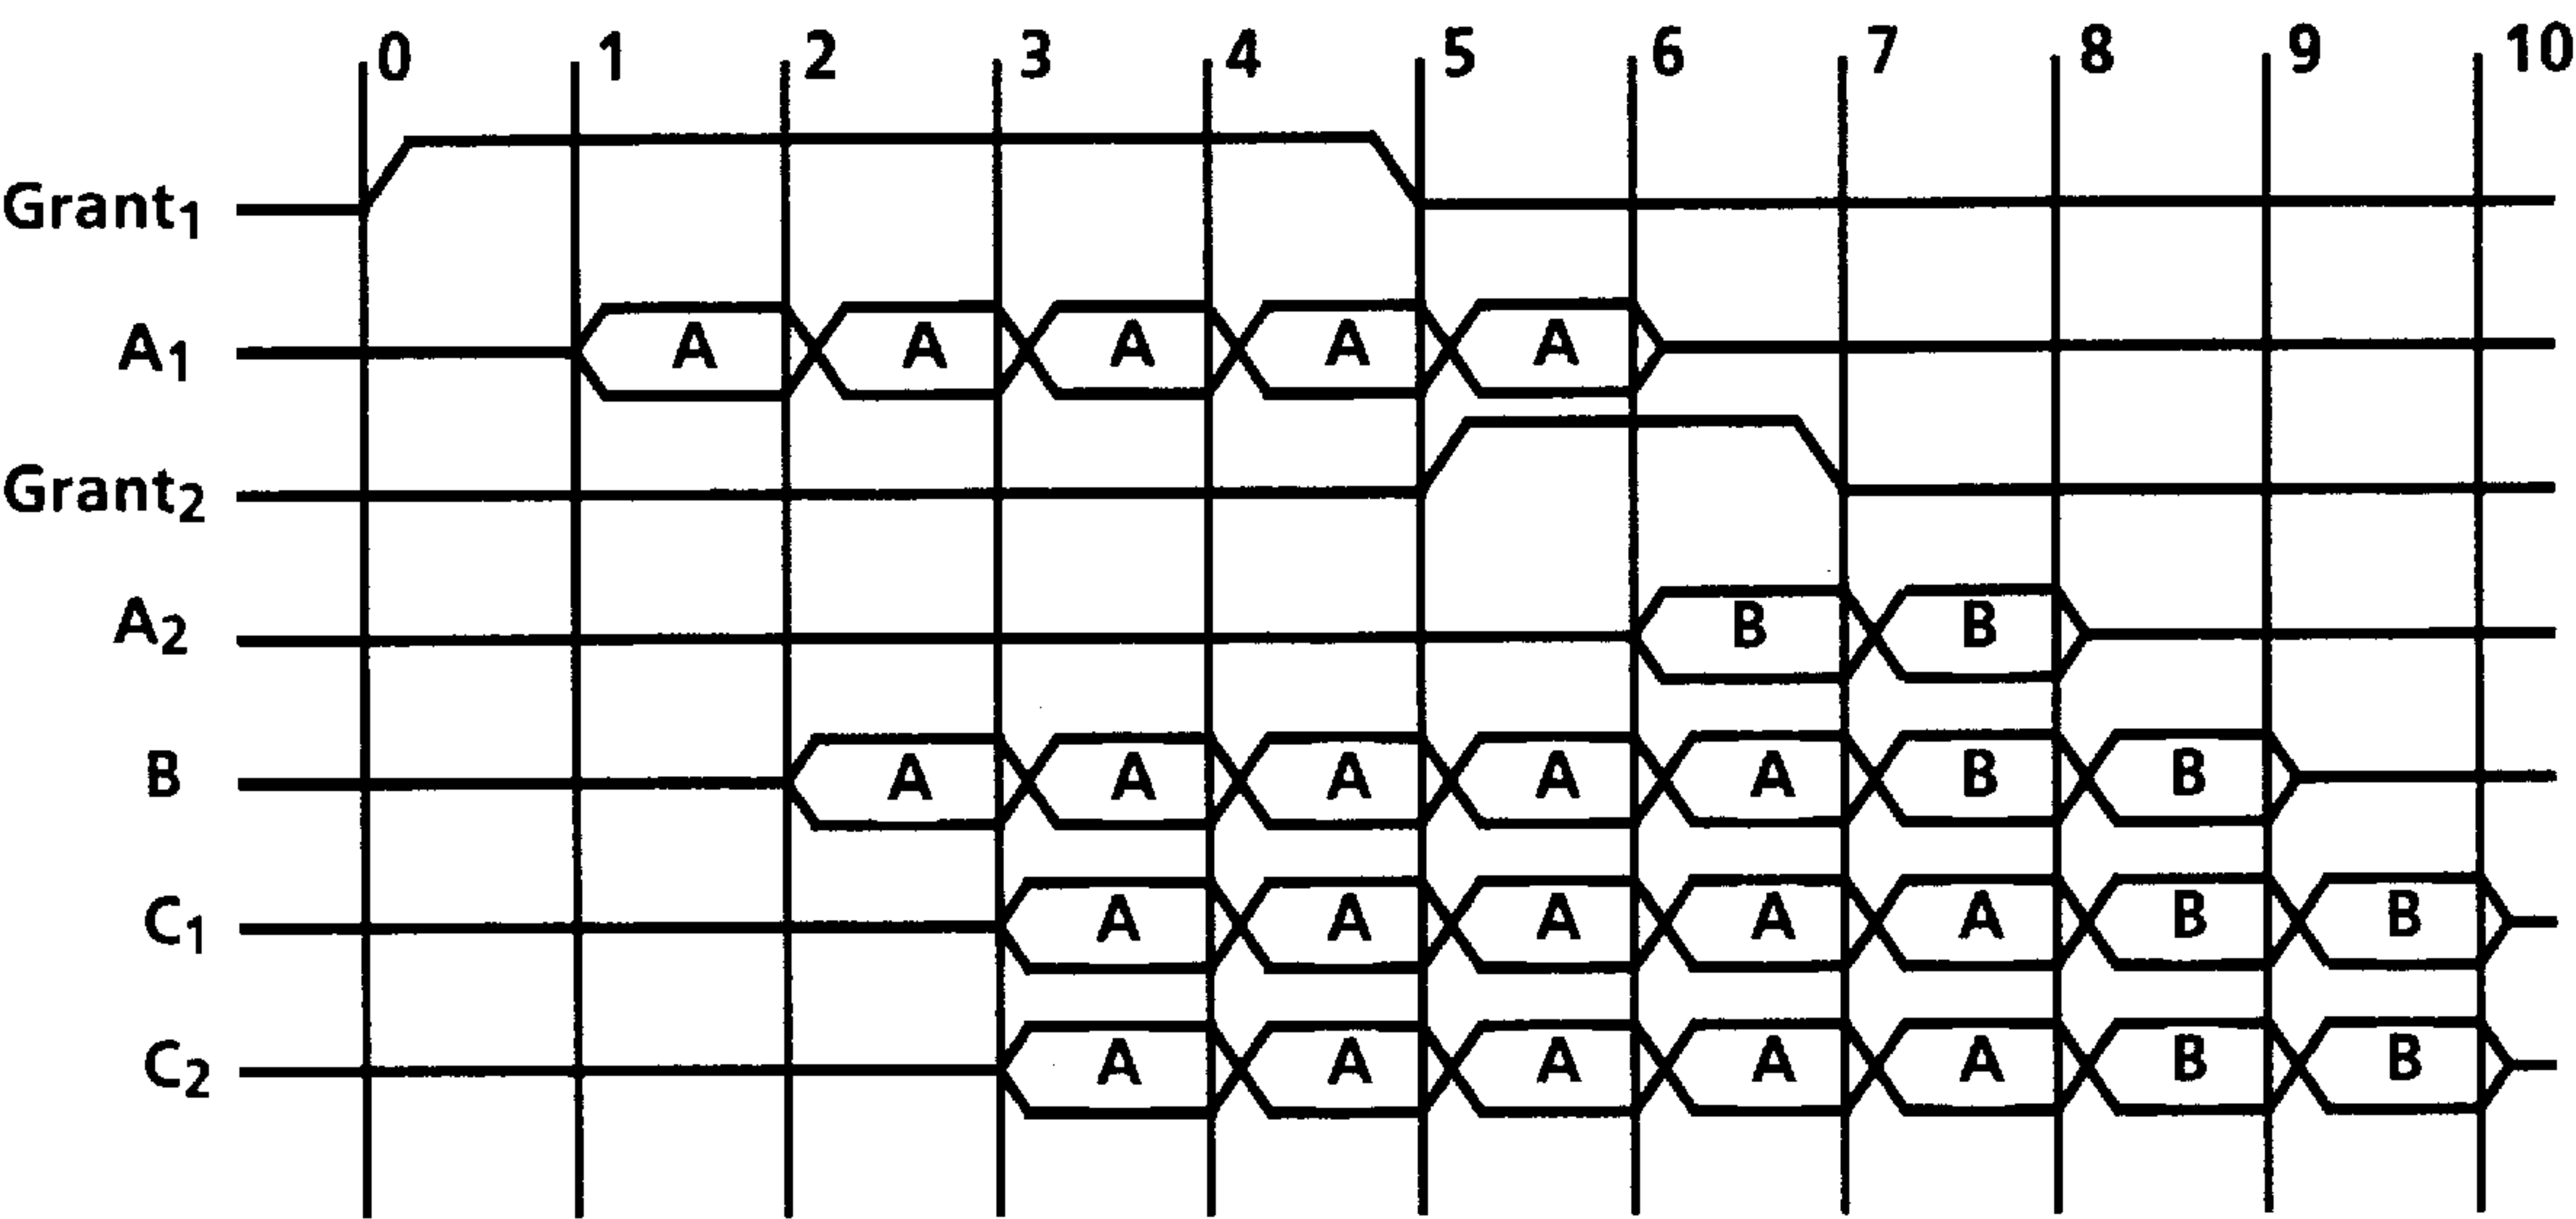 0 1 2 3 4 5 6 7 8 9 10
Grant1
A1 A A A A A
Grant2
A2 B B
B A A A A A B B
C1 A A A A A B B
C2 A A A A A B B